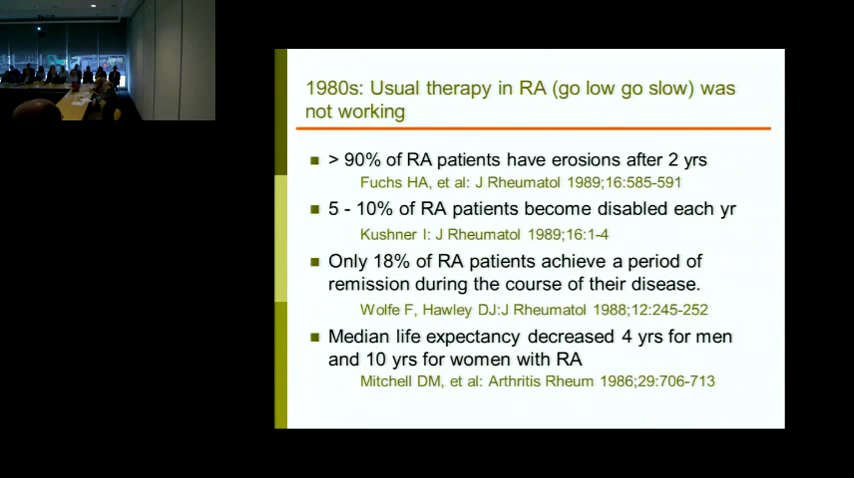 1980s: Usual therapy in RA (go low go slow) was
not working
> 90% of RA patients have erosions after 2 yrs
Fuchs HA, et al: J Rheumatol 1989;16:585-591
5 - 10% of RA patients become disabled each yr
Kushner I: J Rheumatol 1989;16:1-4
Only 18% of RA patients achieve a period of
remission during the course of their disease.
Wolfe F, Hawley DJ:J Rheumatol 1988;12:245-252
Median life expectancy decreased 4 yrs for men
and 10 yrs for women with RA
Mitchell DM, et al: Arthritis Rheum 1986;29:706-713